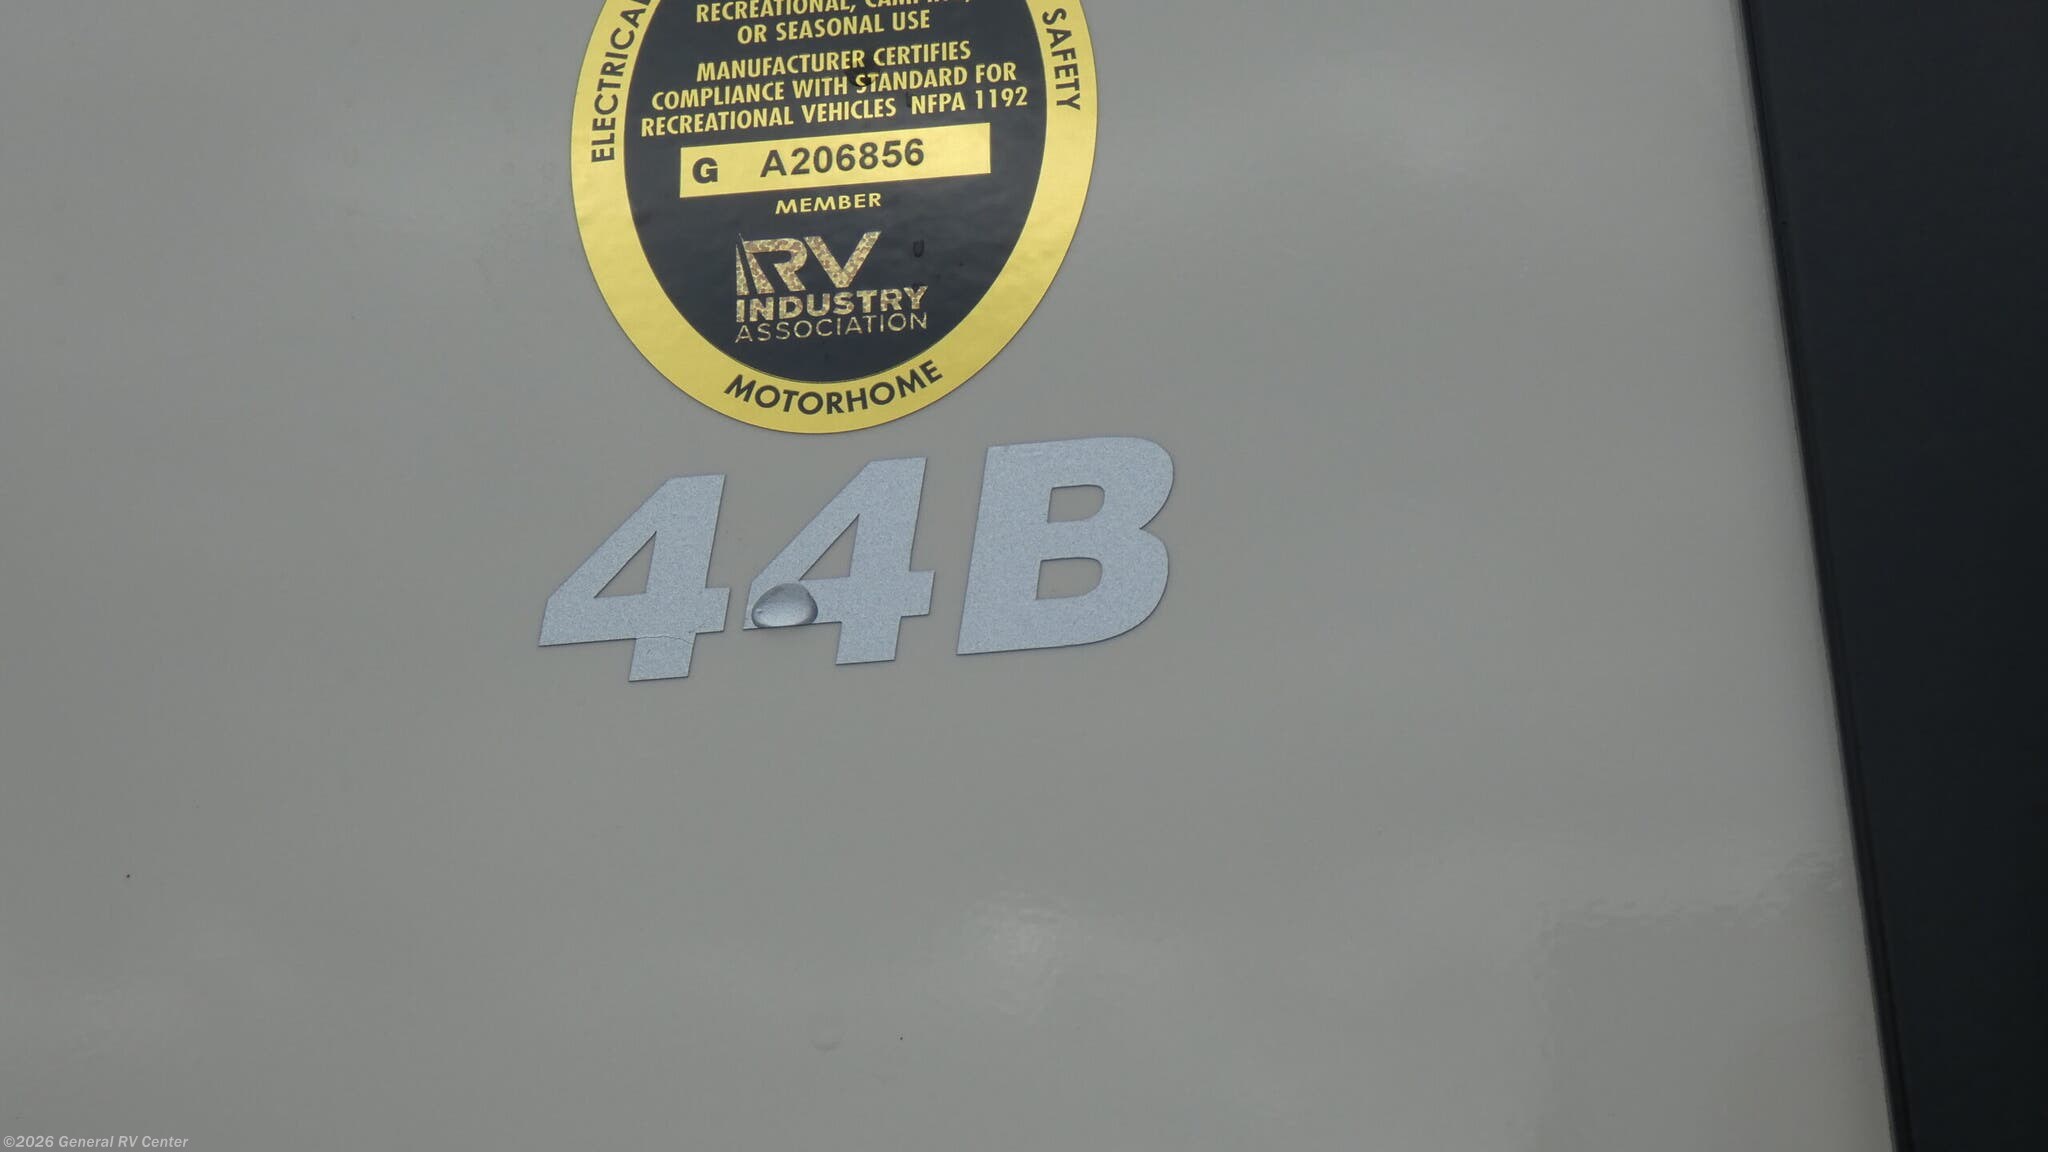 ELECTRICAL
SAFETY
RECREATIONAL,
OR SEASONAL USE
MANUFACTURER CERTIFIES
COMPLIANCE WITH STANDARD FOR
RECREATIONAL VEHICLES NFPA 1192
G A206856
MEMBER
RV
INDUSTRY
ASSOCIATION
MOTORHOME
44B
©2026 General RV Center